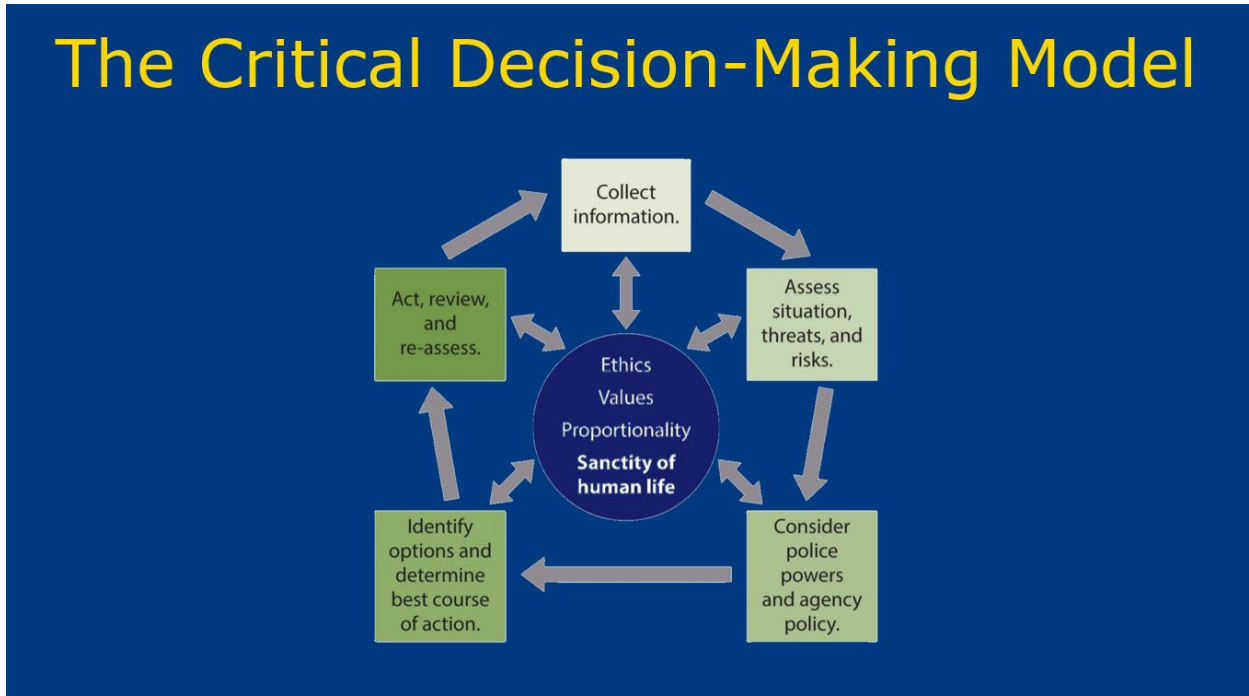 The Critical Decision-Making Model
Collect
information.
Assess
situation,
threats, and
risks.
Consider
police
powers
and agency
policy.
Identify
options and
determine
best course
of action.
Act, review,
and
re-assess.
Ethics
Values
Proportionality
Sanctity of
human life